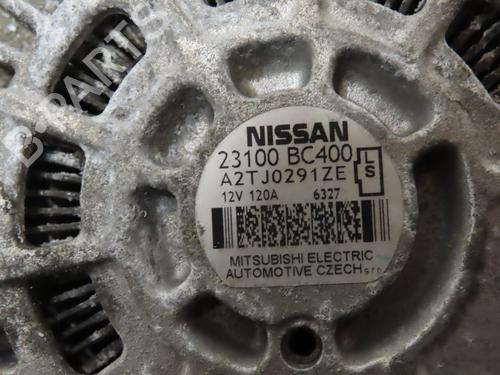 B-PARTS
NISSAN
23100 BC400
A2TJ0291ZE
L
S
12V 120A 6327
MITSUBISHI ELECTRIC
AUTOMOTIVE CZECH s.r.o.